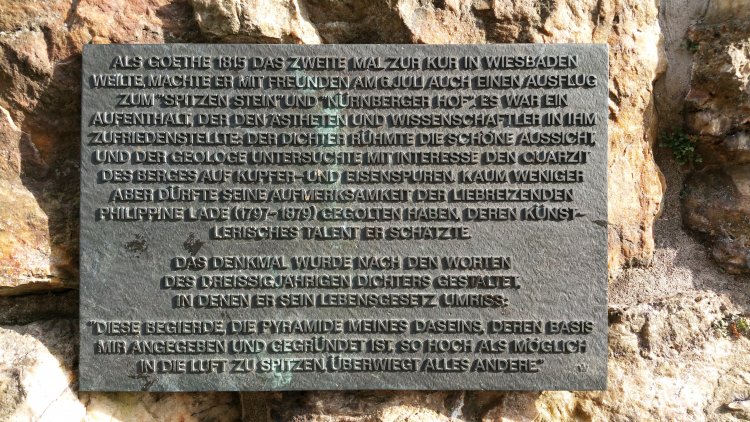 ALS GOETHE 1815 DAS ZWEITE MAL ZUR KUR IN WIESBADEN
WEILTE, MACHTE ER MIT FREUNDEN AM 6. JULI AUCH EINEN AUSFLUG
ZUM "SPITZEN STEIN" UND "NÜRNBERGER HOF". ES WAR EIN
AUFENTHALT, DER DEN ÄSTHETEN UND WISSENSCHAFTLER IN IHM
ZUFRIEDENSTELLTE: DER DICHTER RÜHMTE DIE SCHÖNE AUSSICHT,
UND DER GEOLOGE UNTERSUCHTE MIT INTERESSE DEN QUARZIT
DES BERGES AUF KUPFER- UND EISENSPUREN. KAUM WENIGER
ABER DÜRFTE SEINE AUFMERKSAMKEIT DER LIEBREIZENDEN
PHILIPPINE LADE (1797-1879) GEGOLTEN HABEN, DEREN KÜNST-
LERISCHES TALENT ER SCHÄTZTE.
DAS DENKMAL WURDE NACH DEN WORTEN
DES DREISSIGJÄHRIGEN DICHTERS GESTALTET,
IN DENEN ER SEIN LEBENSGESETZ UMRISS:
"DIESE BEGIERDE, DIE PYRAMIDE MEINES DASEINS, DEREN BASIS
MIR ANGEGEBEN UND GEGRÜNDET IST, SO HOCH ALS MÖGLICH
IN DIE LUFT ZU SPITZEN, ÜBERWIEGT ALLES ANDERE."